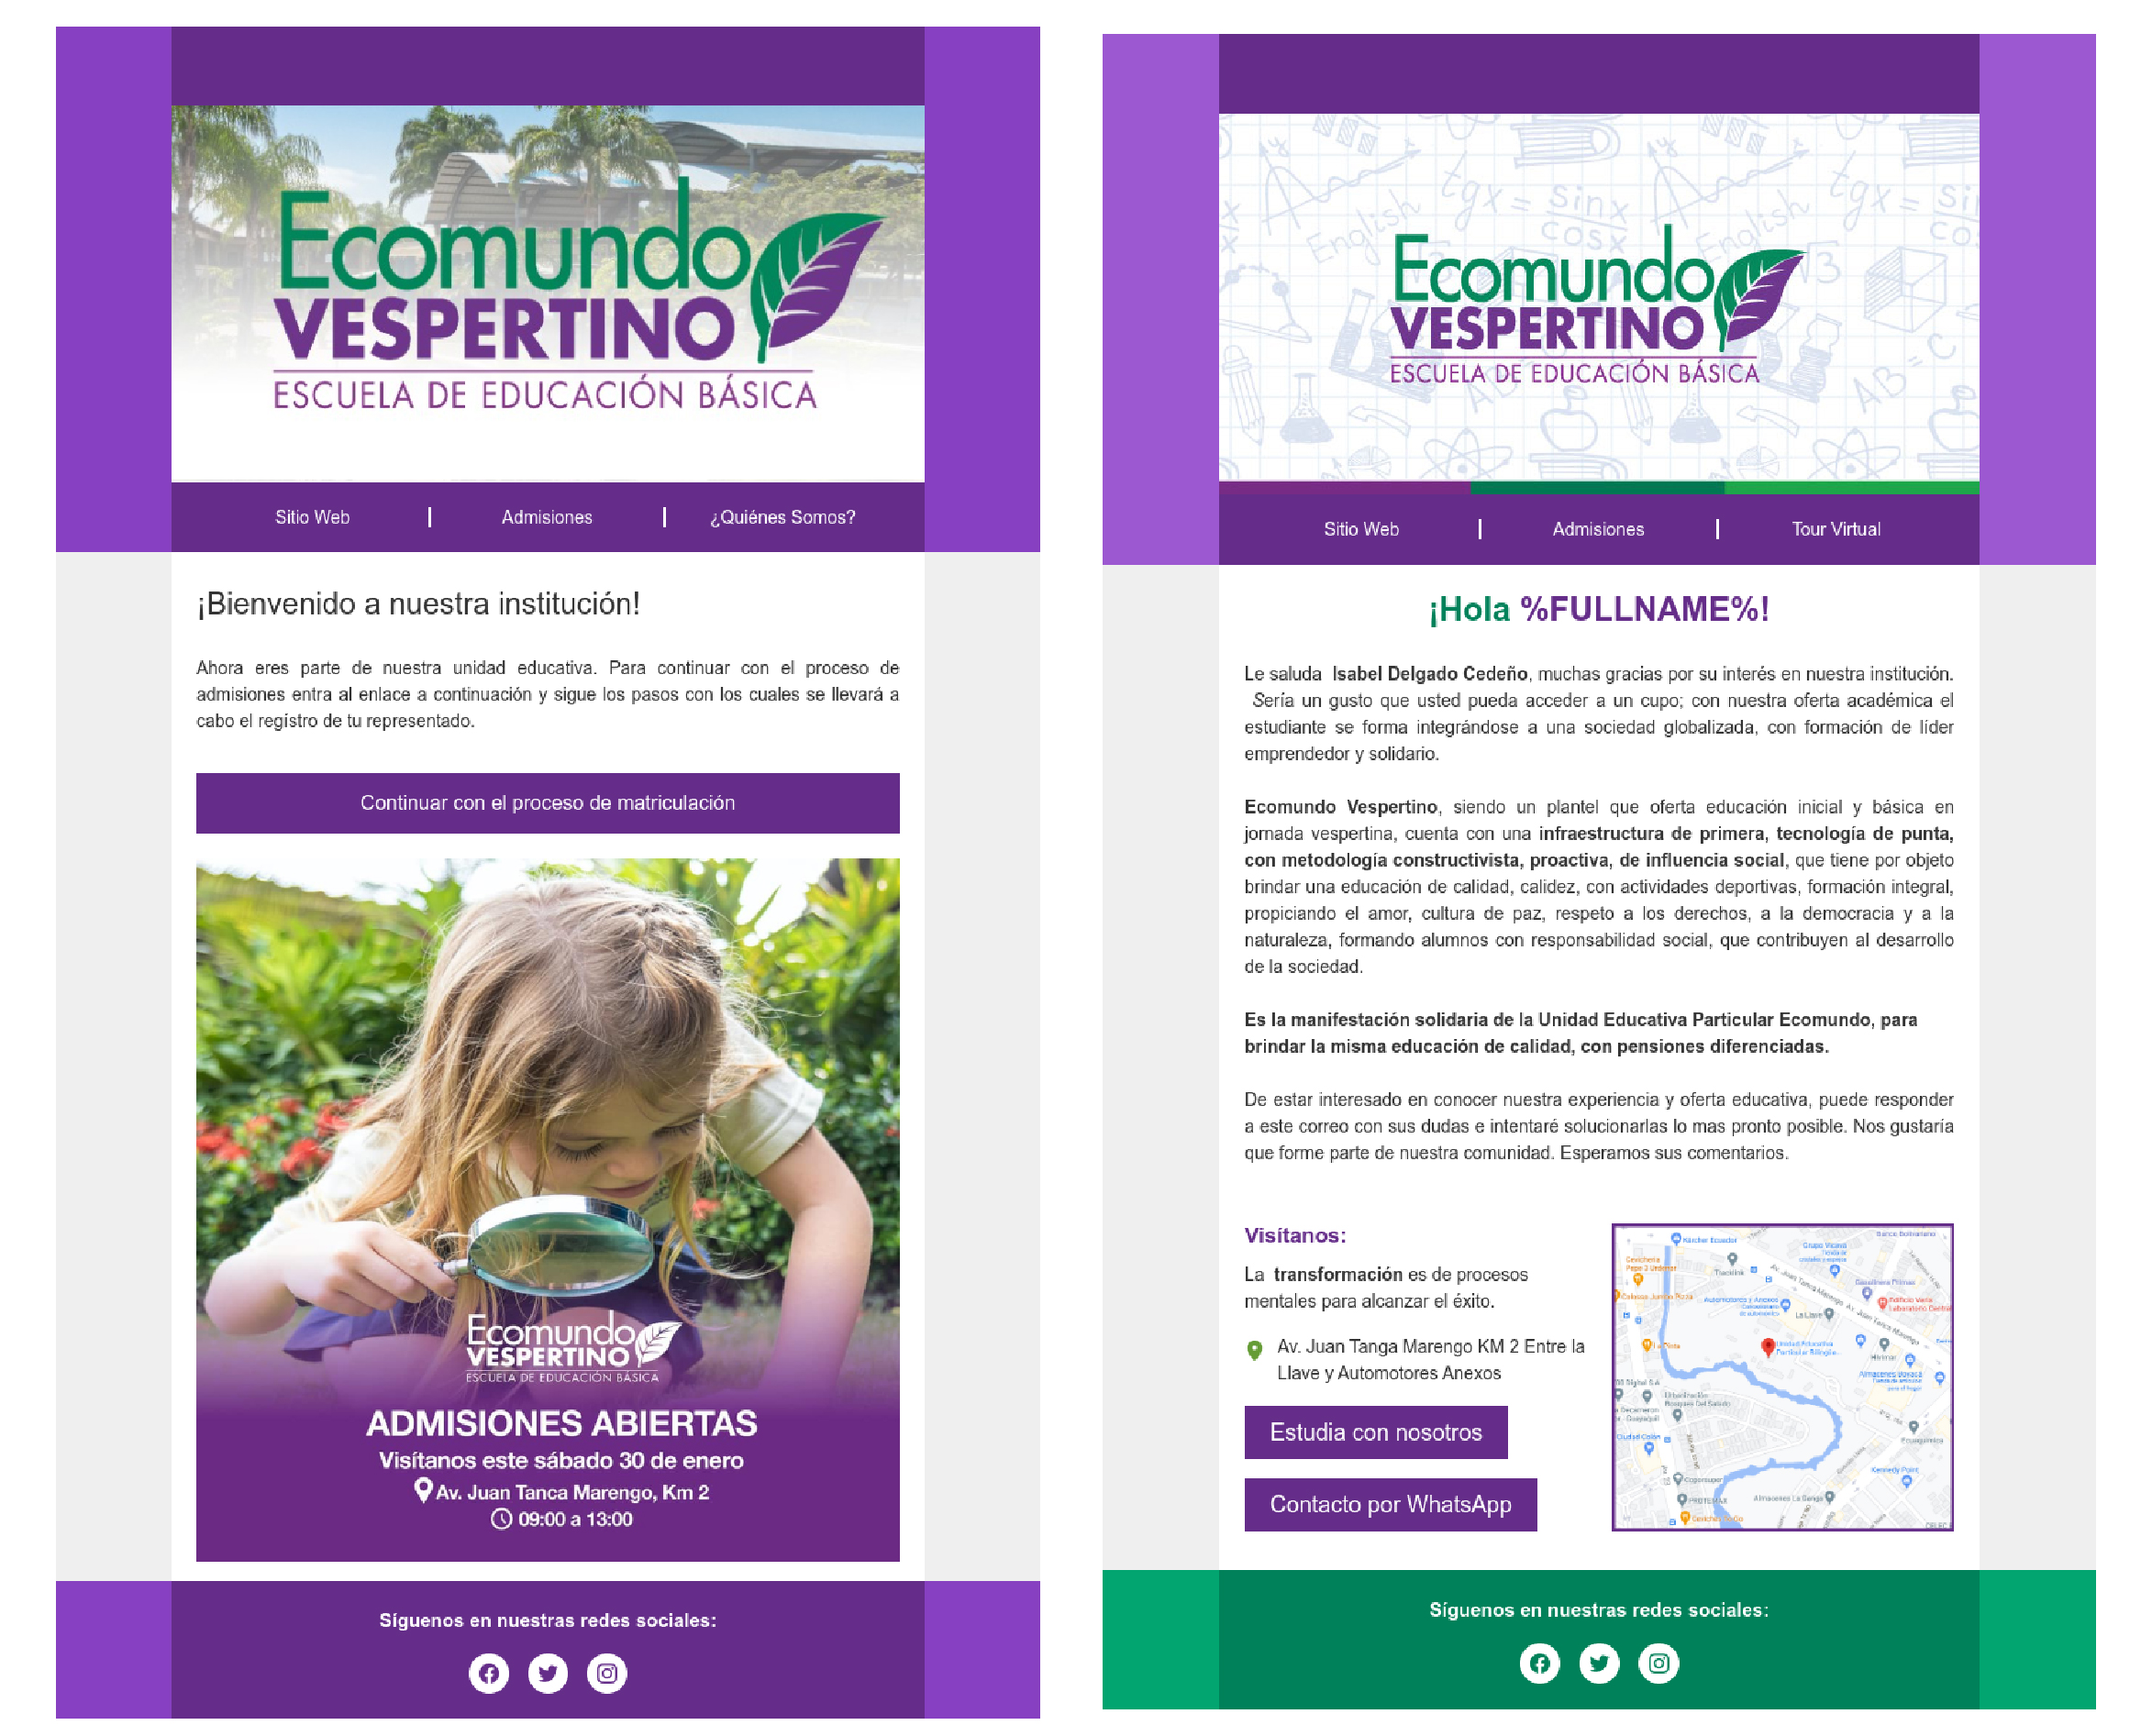 Ecomundo
VESPERTINO
ESCUELA DE EDUCACIÓN BÁSICA
Sitio Web | Admisiones | ¿Quiénes Somos?
¡Bienvenido a nuestra institución!
Ahora eres parte de nuestra unidad educativa. Para continuar con el proceso de
admisiones entra al enlace a continuación y sigue los pasos con los cuales se llevará a
cabo el registro de tu representado.
Continuar con el proceso de matriculación
Ecomundo
VESPERTINO
ESCUELA DE EDUCACIÓN BÁSICA
ADMISIONES ABIERTAS
Visítanos este sábado 30 de enero
Av. Juan Tanca Marengo, Km 2
09:00 a 13:00
Síguenos en nuestras redes sociales:
Ecomundo
VESPERTINO
ESCUELA DE EDUCACIÓN BÁSICA
Sitio Web | Admisiones | Tour Virtual
¡Hola %FULLNAME%!
Le saluda Isabel Delgado Cedeño, muchas gracias por su interés en nuestra institución.
Sería un gusto que usted pueda acceder a un cupo; con nuestra oferta académica el
estudiante se forma integrándose a una sociedad globalizada, con formación de líder
emprendedor y solidario.
Ecomundo Vespertino, siendo un plantel que oferta educación inicial y básica en
jornada vespertina, cuenta con una infraestructura de primera, tecnología de punta,
con metodología constructivista, proactiva, de influencia social, que tiene por objeto
brindar una educación de calidad, calidez, con actividades deportivas, formación integral,
propiciando el amor, cultura de paz, respeto a los derechos, a la democracia y a la
naturaleza, formando alumnos con responsabilidad social, que contribuyen al desarrollo
de la sociedad.
Es la manifestación solidaria de la Unidad Educativa Particular Ecomundo, para
brindar la misma educación de calidad, con pensiones diferenciadas.
De estar interesado en conocer nuestra experiencia y oferta educativa, puede responder
a este correo con sus dudas e intentaré solucionarlas lo mas pronto posible. Nos gustaría
que forme parte de nuestra comunidad. Esperamos sus comentarios.
Visítanos:
La transformación es de procesos
mentales para alcanzar el éxito.
Av. Juan Tanga Marengo KM 2 Entre la
Llave y Automotores Anexos
Estudia con nosotros
Contacto por WhatsApp
Kärcher Ecuador
Tracklink
La Llave
Av. Juan Tanca Marengo
Kennedy Point
Almacenes La Ganga
Síguenos en nuestras redes sociales: